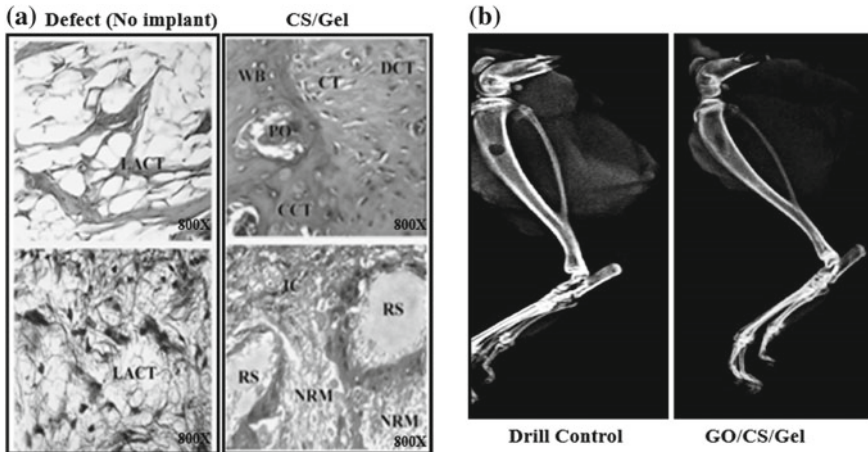 (a)
Defect (No implant)
CS/Gel
LACT
800X
WB
CT
DCT
PO
CCT
800X
LACT
800X
IC
RS
RS
NRM
NRM
800X
(b)
Drill Control
GO/CS/Gel